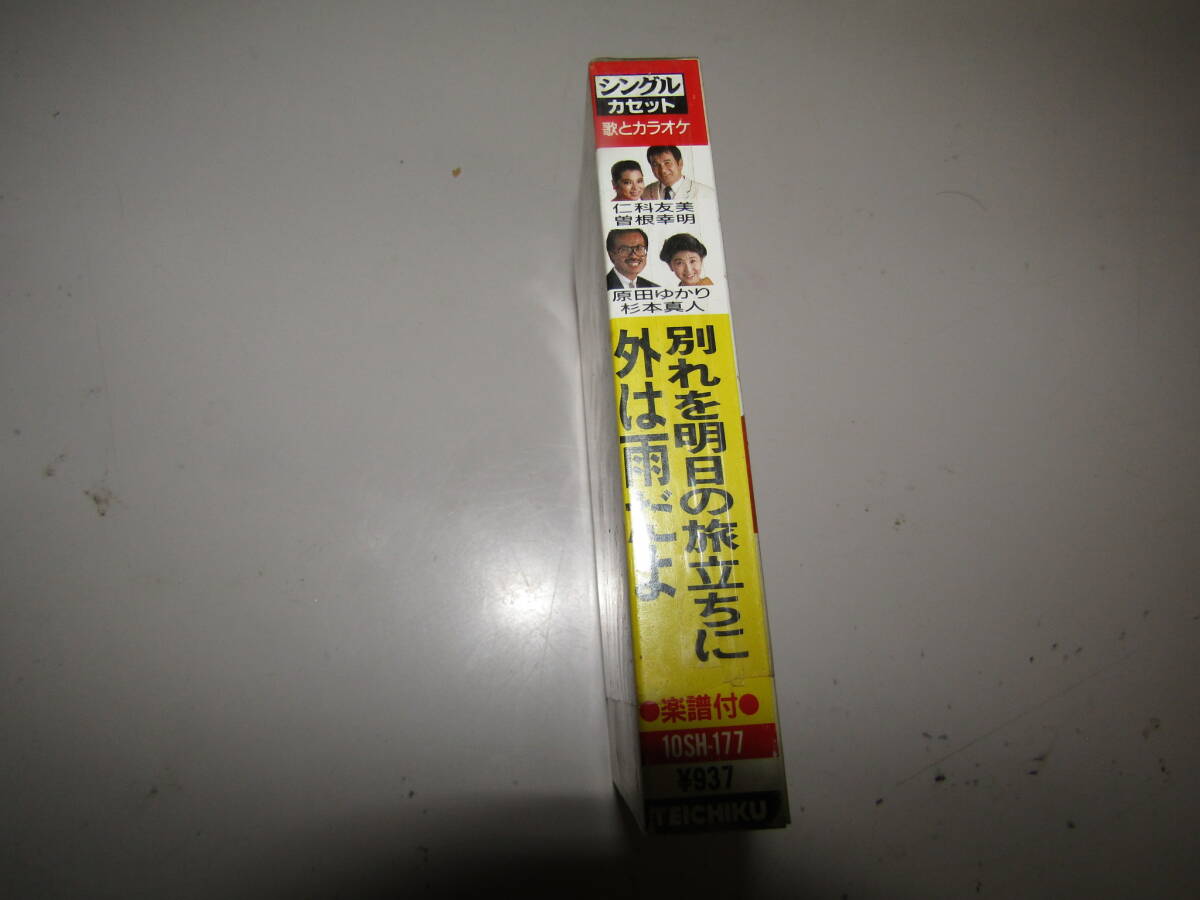 シングル
カセット
歌とカラオケ
仁科友美
曽根幸明
原田ゆかり
杉本真人
別れを明日の旅立ちに
外は雨だよ
●楽譜付●
10SH-177
¥937
TEICHIKU